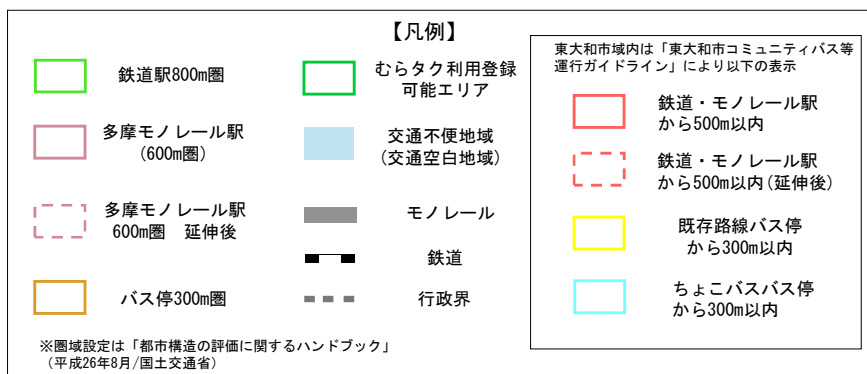 【凡例】
鉄道駅800m圏
多摩モノレール駅
(600m圏)
多摩モノレール駅
600m圏　延伸後
バス停300m圏
むらタク利用登録
可能エリア
交通不便地域
(交通空白地域)
モノレール
鉄道
行政界
※圏域設定は「都市構造の評価に関するハンドブック」
（平成26年8月/国土交通省）
東大和市域内は「東大和市コミュニティバス等
運行ガイドライン」により以下の表示
鉄道・モノレール駅
から500m以内
鉄道・モノレール駅
から500m以内(延伸後)
既存路線バス停
から300m以内
ちょこバスバス停
から300m以内